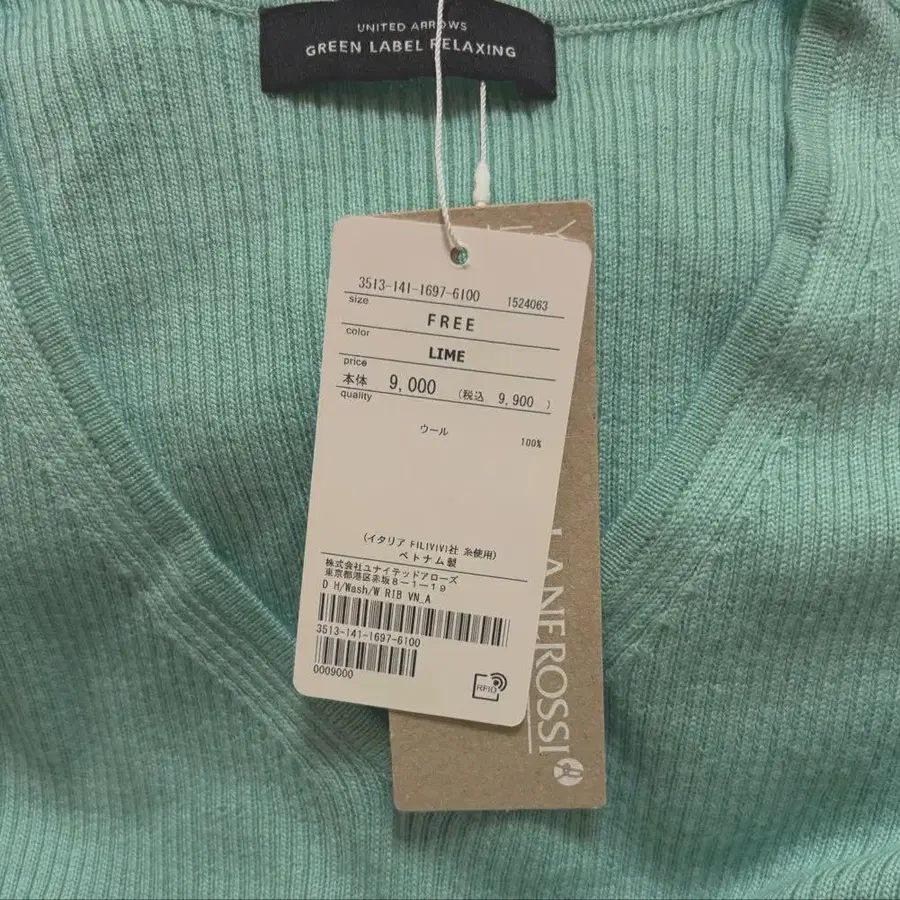 UNITED ARROWS
GREEN LABEL RELAXING
3513-141-1697-6100 1524063
size
FREE
color
LIME
price
本体 9,000 (税込 9,900 )
quality
ウール 100%
(イタリア FILIVIVI社 糸使用)
ベトナム製
株式会社ユナイテッドアローズ
東京都港区赤坂8-1-19
D H/Wash/W RIB VN_A
3513-141-1697-6100
0009000
RFID
LANEROSSI